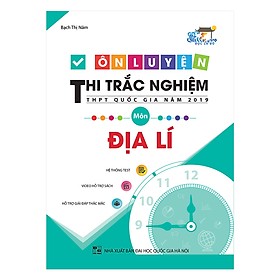 Bạch Thị Năm
ÔN LUYỆN
THI TRẮC NGHIỆM
THPT QUỐC GIA NĂM 2019
Môn
ĐỊA LÍ
HỆ THỐNG TEST
VIDEO HỖ TRỢ SÁCH
HỖ TRỢ GIẢI ĐÁP THẮC MẮC
NHÀ XUẤT BẢN ĐẠI HỌC QUỐC GIA HÀ NỘI